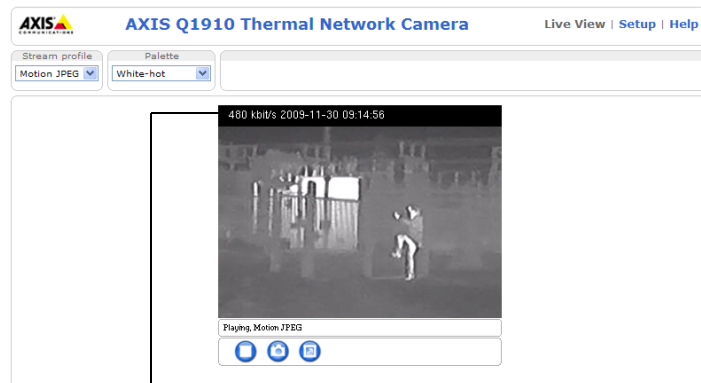 AXIS
COMMUNICATIONS
AXIS Q1910 Thermal Network Camera
Live View | Setup | Help
Stream profile
Palette
Motion JPEG
White-hot
480 kbit/s 2009-11-30 09:14:56
Playing, Motion JPEG